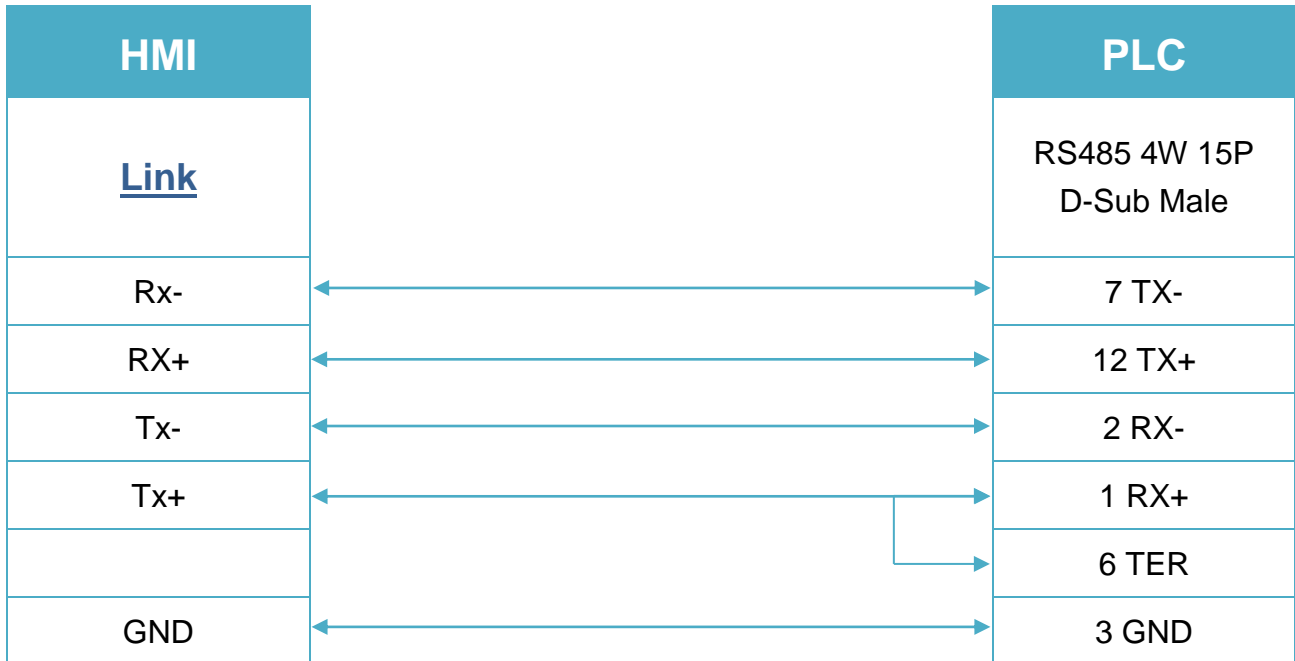 HMI
PLC
Link
RS485 4W 15P
D-Sub Male
Rx-
7 TX-
RX+
12 TX+
Tx-
2 RX-
Tx+
1 RX+
6 TER
GND
3 GND